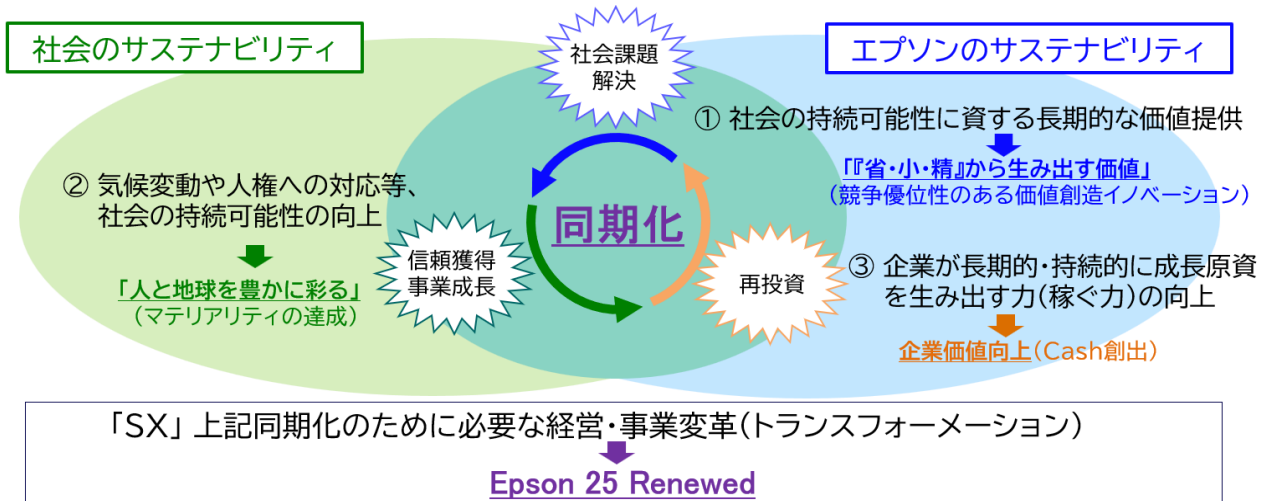 社会のサステナビリティ
エプソンのサステナビリティ
社会課題
解決
① 社会の持続可能性に資する長期的な価値提供
「『省・小・精』から生み出す価値」
（競争優位性のある価値創造イノベーション）
② 気候変動や人権への対応等、
社会の持続可能性の向上
「人と地球を豊かに彩る」
（マテリアリティの達成）
同期化
信頼獲得
事業成長
再投資
③ 企業が長期的・持続的に成長原資
を生み出す力（稼ぐ力）の向上
企業価値向上（Cash創出）
「SX」 上記同期化のために必要な経営・事業変革（トランスフォーメーション）
Epson 25 Renewed